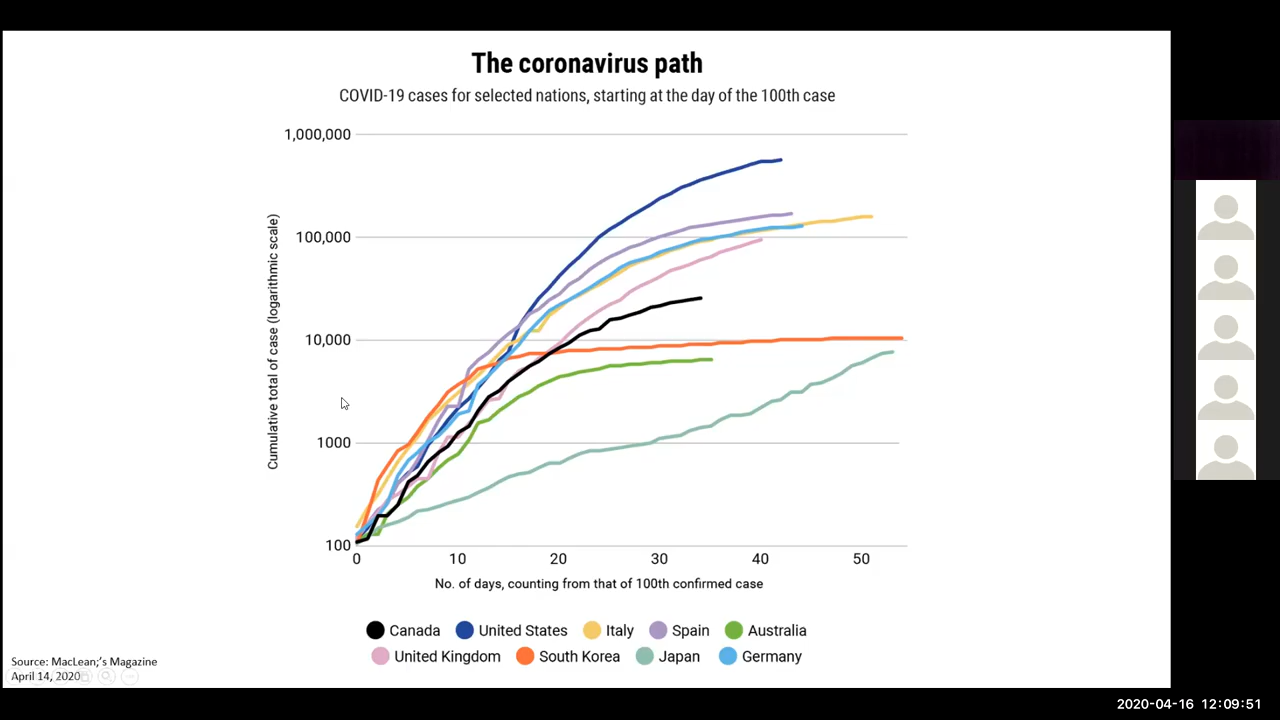 The coronavirus path
COVID-19 cases for selected nations, starting at the day of the 100th case
1,000,000
100,000
10,000
1000
100
Cumulative total of case (logarithmic scale)
0 10 20 30 40 50
No. of days, counting from that of 100th confirmed case
Canada United States Italy Spain Australia
United Kingdom South Korea Japan Germany
Source: MacLean;'s Magazine
April 14, 2020
2020-04-16 12:09:51